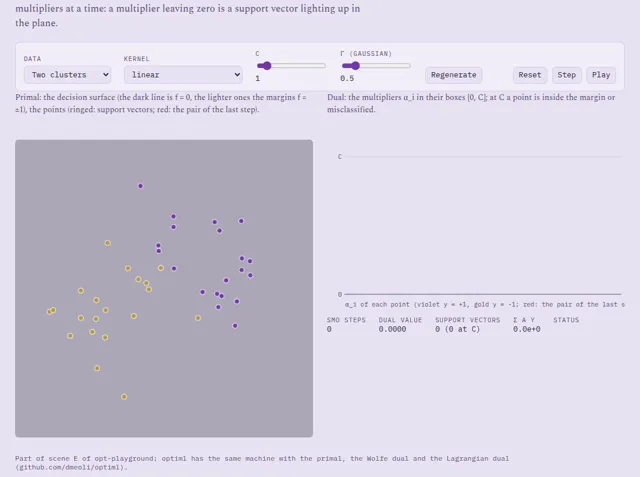 multipliers at a time: a multiplier leaving zero is a support vector lighting up in
the plane.
DATA
Two clusters
KERNEL
linear
C
1
Γ (GAUSSIAN)
0.5
Regenerate
Reset
Step
Play
Primal: the decision surface (the dark line is f = 0, the lighter ones the margins f =
±1), the points (ringed: support vectors; red: the pair of the last step).
Dual: the multipliers α_i in their boxes [0, C]; at C a point is inside the margin or
misclassified.
C
0
α_i of each point (violet y = +1, gold y = -1; red: the pair of the last s
SMO STEPS DUAL VALUE SUPPORT VECTORS Σ Α Y STATUS
0 0.0000 0 (0 at C) 0.0e+0
Part of scene E of opt-playground; optiml has the same machine with the primal, the Wolfe dual and the Lagrangian dual
(github.com/dmeoli/optiml).